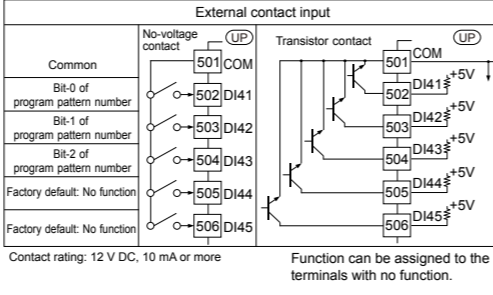 External contact input
No-voltage contact
UP
Transistor contact
UP
Common
501 COM
501 COM
Bit-0 of
program pattern number
502 DI41
502 DI41 +5V
Bit-1 of
program pattern number
503 DI42
503 DI42 +5V
Bit-2 of
program pattern number
504 DI43
504 DI43 +5V
Factory default: No function
505 DI44
505 DI44 +5V
Factory default: No function
506 DI45
506 DI45 +5V
Contact rating: 12 V DC, 10 mA or more
Function can be assigned to the
terminals with no function.